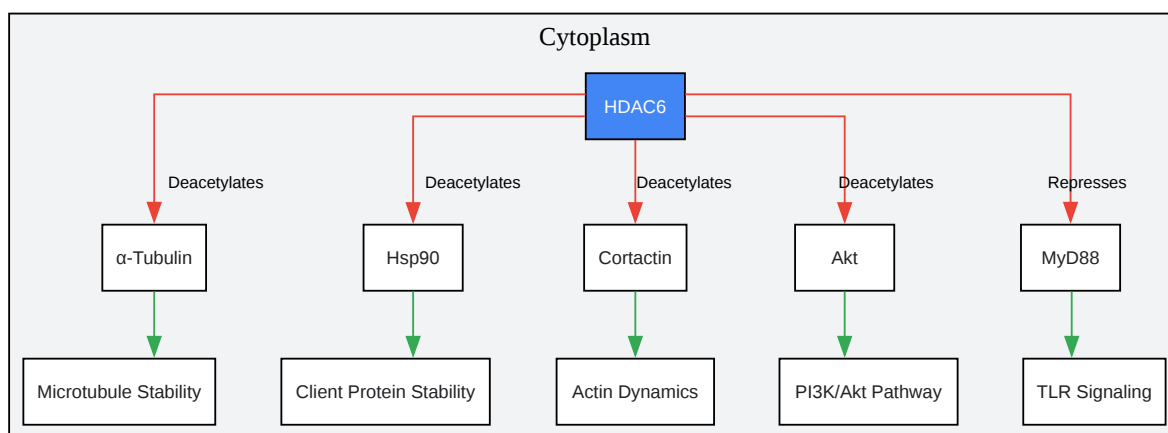 Cytoplasm
HDAC6
Deacetylates
Deacetylates
Deacetylates
Deacetylates
Represses
α-Tubulin
Hsp90
Cortactin
Akt
MyD88
Microtubule Stability
Client Protein Stability
Actin Dynamics
PI3K/Akt Pathway
TLR Signaling